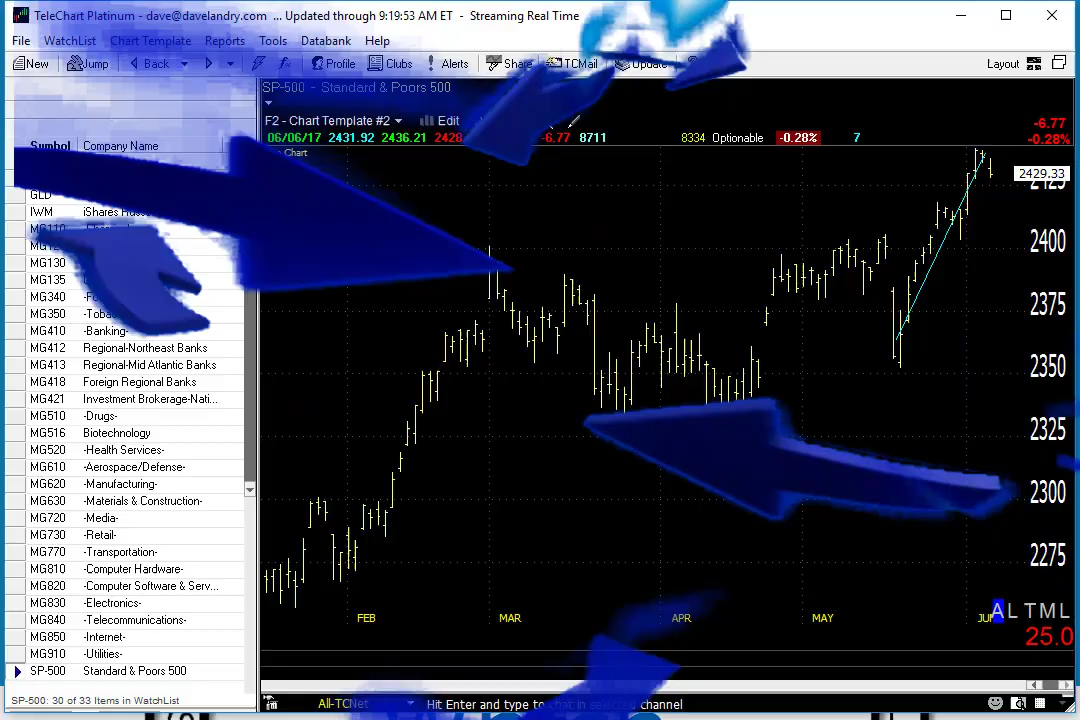 TeleChart Platinum - dave@davelandry.com ... Updated through 9:19:53 AM ET - Streaming Real Time
File WatchList Chart Template Reports Tools Databank Help
New Jump Back Profile Clubs Alerts Share TCMail Update Layout
SP-500 - Standard & Poors 500
F2 - Chart Template #2 Edit
06/06/17 2431.92 2436.21 2428 -6.77 8711 8334 Optionable -0.28% 7
-6.77
-0.28%
Chart
Symbol Company Name
GLD
IWM iShares
MG110
MG130
MG135
MG340
MG350
MG410 -Banking-
MG412 Regional-Northeast Banks
MG413 Regional-Mid Atlantic Banks
MG418 Foreign Regional Banks
MG421 Investment Brokerage-Nati...
MG510 -Drugs-
MG516 Biotechnology
MG520 -Health Services-
MG610 -Aerospace/Defense-
MG620 -Manufacturing-
MG630 -Materials & Construction-
MG720 -Media-
MG730 -Retail-
MG770 -Transportation-
MG810 -Computer Hardware-
MG820 -Computer Software & Serv...
MG830 -Electronics-
MG840 -Telecommunications-
MG850 -Internet-
MG910 -Utilities-
SP-500 Standard & Poors 500
SP-500: 30 of 33 Items in WatchList
2429.33
2425
2400
2375
2350
2325
2300
2275
FEB MAR APR MAY JUN
A L T M L
25.0
All-TCNet Hit Enter and type to chat in selected channel